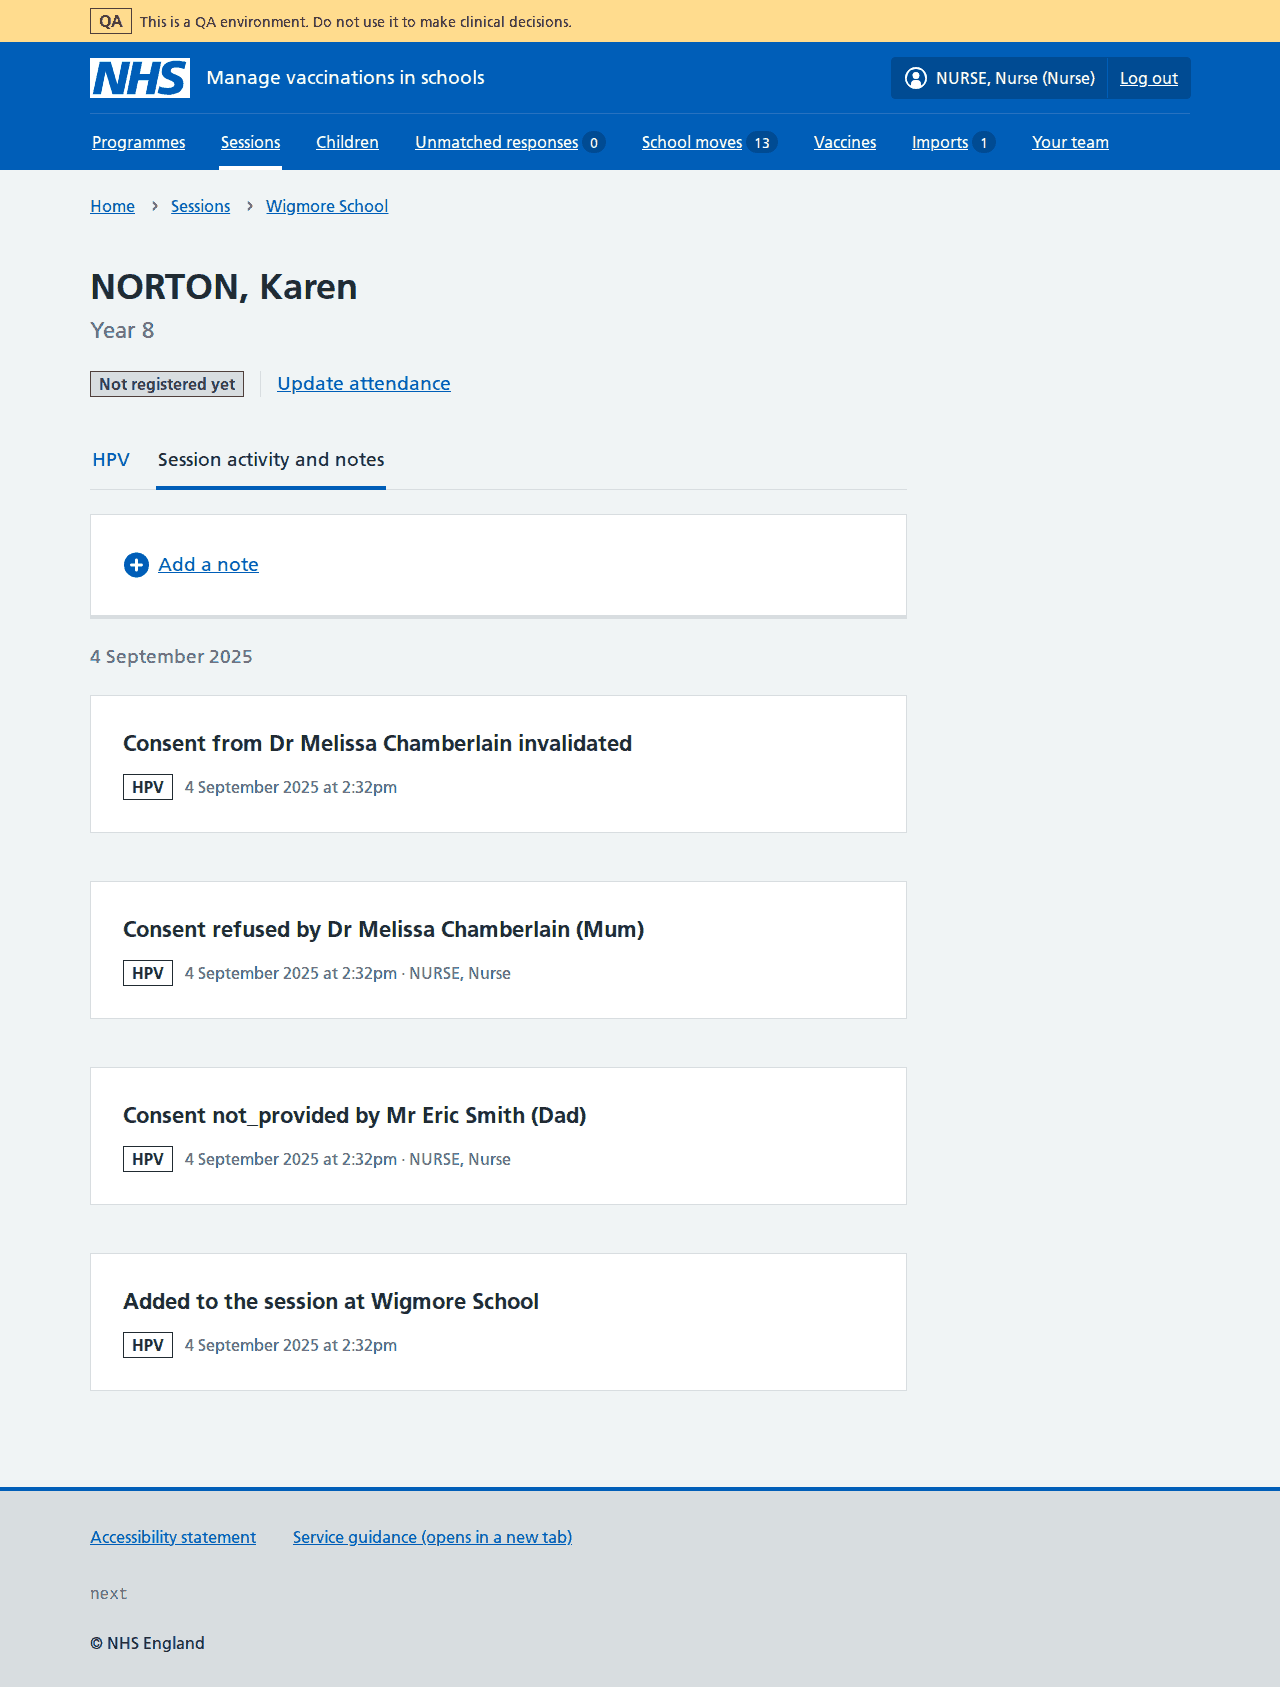 QA This is a QA environment. Do not use it to make clinical decisions.
NHS Manage vaccinations in schools NURSE, Nurse (Nurse) Log out
Programmes Sessions Children Unmatched responses 0 School moves 13 Vaccines Imports 1 Your team
Home Sessions Wigmore School
NORTON, Karen
Year 8
Not registered yet Update attendance
HPV Session activity and notes
Add a note
4 September 2025
Consent from Dr Melissa Chamberlain invalidated
HPV 4 September 2025 at 2:32pm
Consent refused by Dr Melissa Chamberlain (Mum)
HPV 4 September 2025 at 2:32pm · NURSE, Nurse
Consent not_provided by Mr Eric Smith (Dad)
HPV 4 September 2025 at 2:32pm · NURSE, Nurse
Added to the session at Wigmore School
HPV 4 September 2025 at 2:32pm
Accessibility statement Service guidance (opens in a new tab)
next
© NHS England